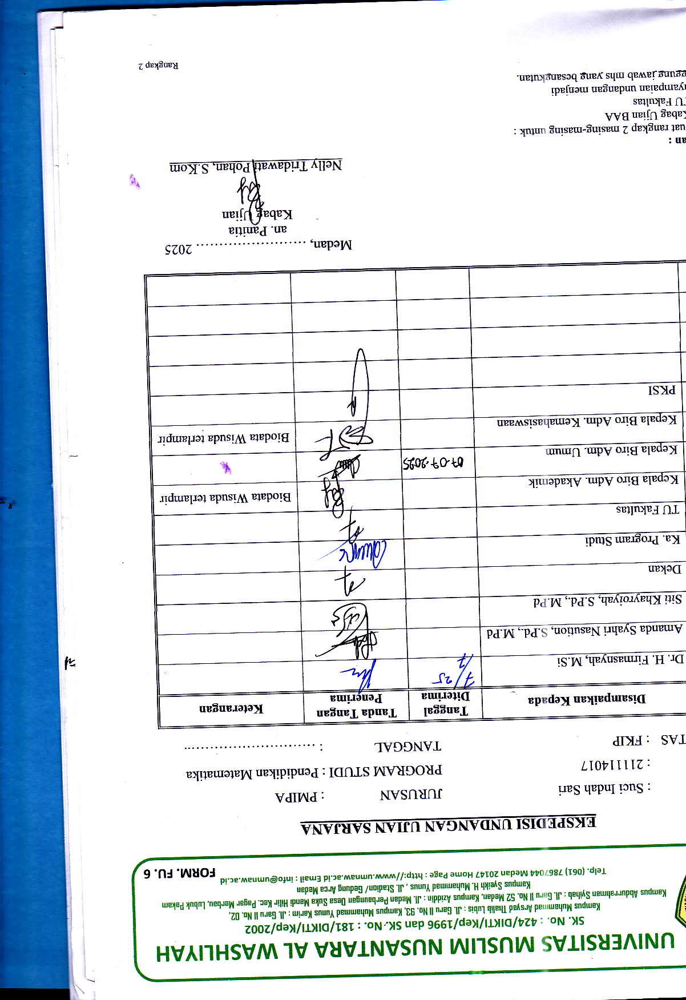 UNIVERSITAS MUSLIM NUSANTARA AL WASHLIYAH
SK. No. : 424/DIKTI/Kep/1996 dan SK. No. : 181/DIKTI/Kep/2002
Kampus Muhammad Arsyad Thalib Lubis : Jl. Garu II No. 93, Kampus Muhammad Yunus Karim : Jl. Garu II No. 02,
Kampus Abdurrahman Syihab : Jl. Garu II No. 52 Medan, Kampus Aziddin : Jl. Medan Perbaungan Desa Suka Mandi Hilir Kec. Pagar Merbau, Lubuk Pakam
Kampus Syeikh H. Muhammad Yunus , Jl. Stadion/ Gedung Arca Medan
Telp. (061) 7867044 Medan 20147 Home Page : http://www.umnaw.ac.id Email : info@umnaw.ac.id
FORM. FU. 6
EKSPEDISI UNDANGAN UJIAN SARJANA
: Suci Indah Sari JURUSAN : PMIPA
: 211114017 PROGRAM STUDI : Pendidikan Matematika
TAS : FKIP TANGGAL : ..............................
Disampaikan Kepada Tanggal Diterima Tanda Tangan Penerima Keterangan
Dr. H. Firmasnyah, M.Si 7/25
/7
Amanda Syahri Nasution, S.Pd., M.Pd
Siti Khayroiyah, S.Pd., M.Pd
Dekan
Ka. Program Studi
TU Fakultas
Kepala Biro Adm. Akademik Biodata Wisuda terlampir
Kepala Biro Adm. Umum 07-07-2025
Kepala Biro Adm. Kemahasiswaan Biodata Wisuda terlampir
PKSI
Medan, ......................... 2025
an. Panitia
Kabag Ujian
Nelly Tridawati Pohan, S.Kom
an :
uat rangkap 2 masing-masing untuk :
Kabag Ujian BAA
TU Fakultas
nyampaian undangan menjadi
ggung jawab mhs yang besangkutan.
Rangkap 2